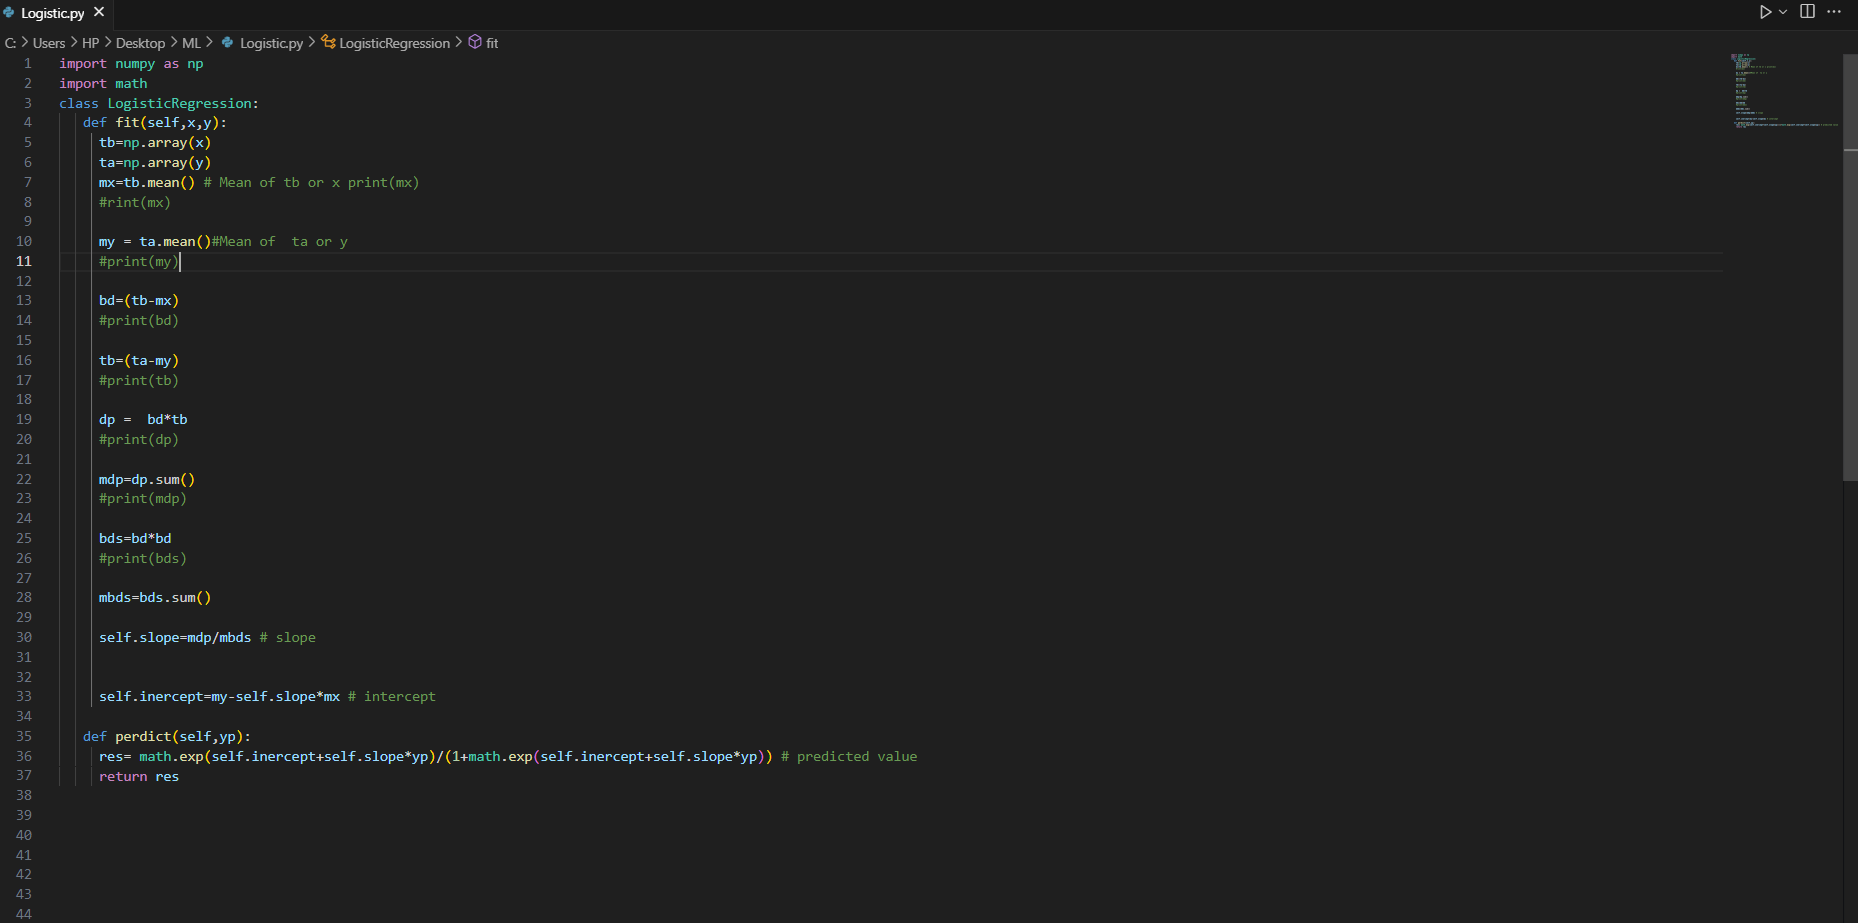 Logistic.py
C: > Users > HP > Desktop > ML > Logistic.py > LogisticRegression > fit
1 import numpy as np
2 import math
3 class LogisticRegression:
4 def fit(self,x,y):
5 tb=np.array(x)
6 ta=np.array(y)
7 mx=tb.mean() # Mean of tb or x print(mx)
8 #rint(mx)
9
10 my = ta.mean()#Mean of  ta or y
11 #print(my)
12
13 bd=(tb-mx)
14 #print(bd)
15
16 tb=(ta-my)
17 #print(tb)
18
19 dp =  bd*tb
20 #print(dp)
21
22 mdp=dp.sum()
23 #print(mdp)
24
25 bds=bd*bd
26 #print(bds)
27
28 mbds=bds.sum()
29
30 self.slope=mdp/mbds # slope
31
32
33 self.inercept=my-self.slope*mx # intercept
34
35 def perdict(self,yp):
36 res= math.exp(self.inercept+self.slope*yp)/(1+math.exp(self.inercept+self.slope*yp)) # predicted value
37 return res
38
39
40
41
42
43
44